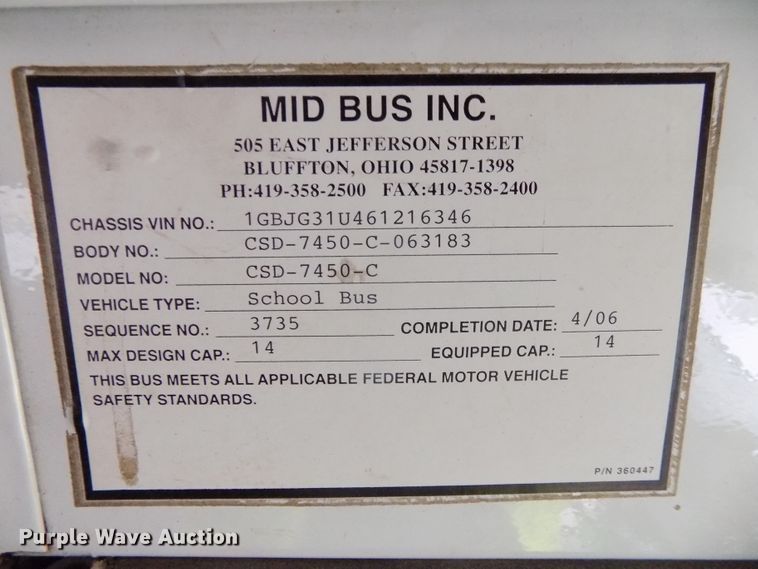 MID BUS INC.
505 EAST JEFFERSON STREET
BLUFFTON, OHIO 45817-1398
PH:419-358-2500 FAX:419-358-2400
CHASSIS VIN NO.: 1GBJG31U461216346
BODY NO.: CSD-7450-C-063183
MODEL NO: CSD-7450-C
VEHICLE TYPE: School Bus
SEQUENCE NO.: 3735 COMPLETION DATE: 4/06
MAX DESIGN CAP.: 14 EQUIPPED CAP.: 14
THIS BUS MEETS ALL APPLICABLE FEDERAL MOTOR VEHICLE
SAFETY STANDARDS.
P/N 360447
Purple Wave Auction